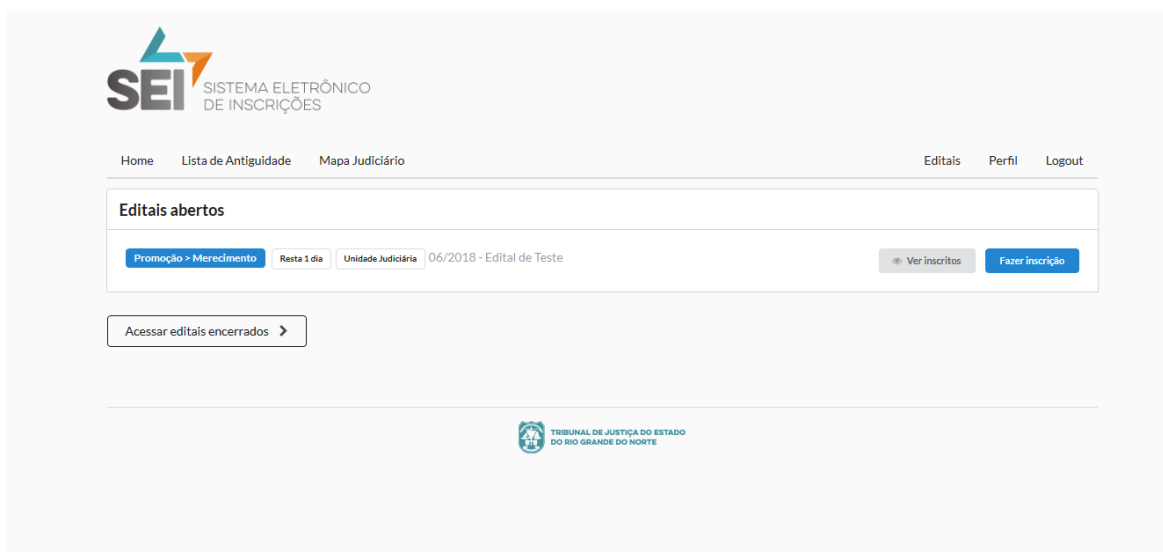 SEI SISTEMA ELETRÔNICO
DE INSCRIÇÕES
Home Lista de Antiguidade Mapa Judiciário Editais Perfil Logout
Editais abertos
Promoção > Merecimento Resta 1 dia Unidade Judiciária 06/2018 - Edital de Teste Ver inscritos Fazer inscrição
Acessar editais encerrados
TRIBUNAL DE JUSTIÇA DO ESTADO
DO RIO GRANDE DO NORTE